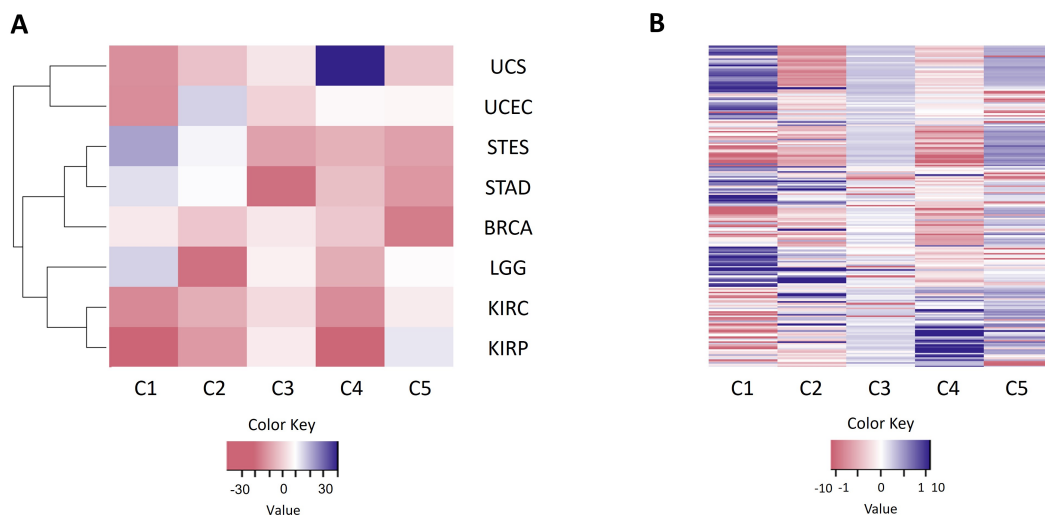 A
B
UCS
UCEC
STES
STAD
BRCA
LGG
KIRC
KIRP
C1 C2 C3 C4 C5
C1 C2 C3 C4 C5
Color Key
-30 0 30
Value
Color Key
-10 -1 0 1 10
Value